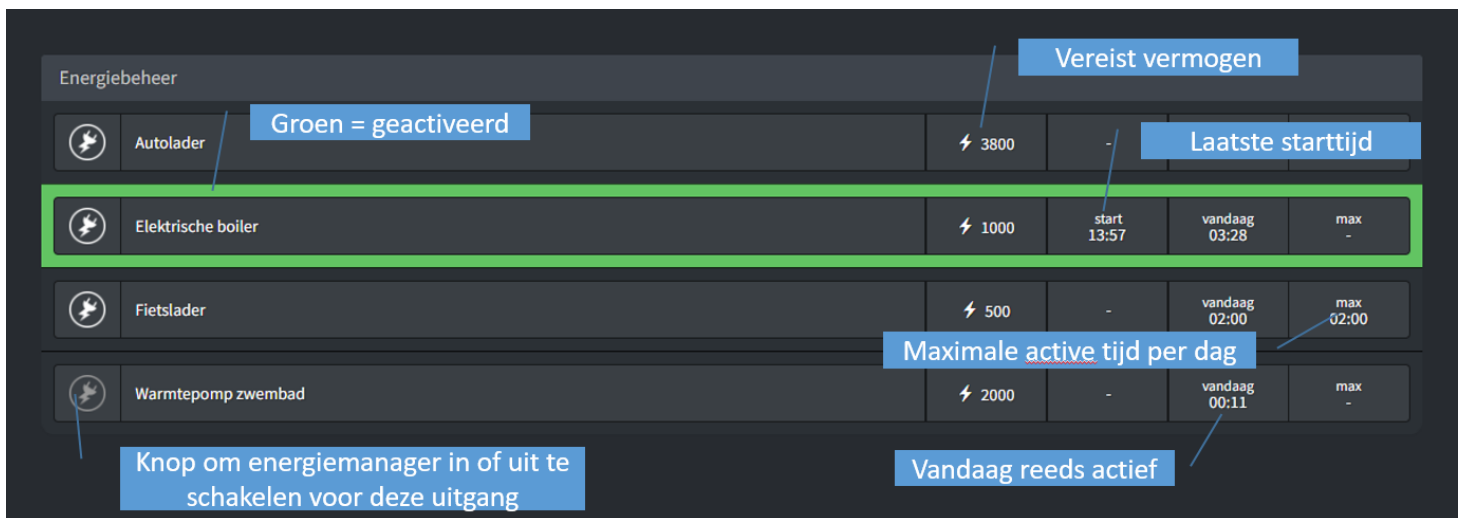 Vereist vermogen
Energiebeheer
Groen = geactiveerd
Autolader
3800
-
Laatste starttijd
Elektrische boiler
1000
start
13:57
vandaag
03:28
max
-
Fietslader
500
-
vandaag
02:00
max
02:00
Maximale active tijd per dag
Warmtepomp zwembad
2000
-
vandaag
00:11
max
-
Knop om energiemanager in of uit te
schakelen voor deze uitgang
Vandaag reeds actief